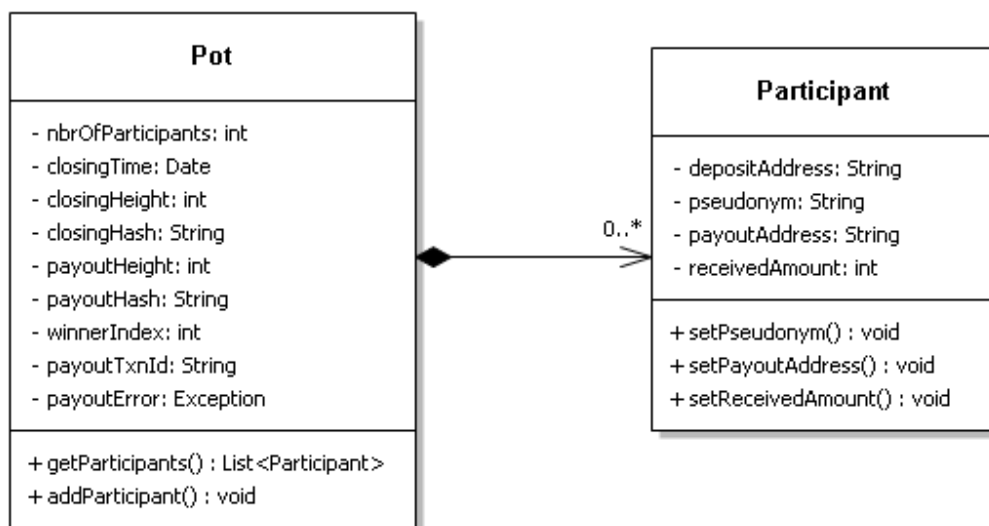 Pot
- nbrOfParticipants: int
- closingTime: Date
- closingHeight: int
- closingHash: String
- payoutHeight: int
- payoutHash: String
- winnerIndex: int
- payoutTxnId: String
- payoutError: Exception
+ getParticipants() : List<Participant>
+ addParticipant() : void
0..*
Participant
- depositAddress: String
- pseudonym: String
- payoutAddress: String
- receivedAmount: int
+ setPseudonym() : void
+ setPayoutAddress() : void
+ setReceivedAmount() : void